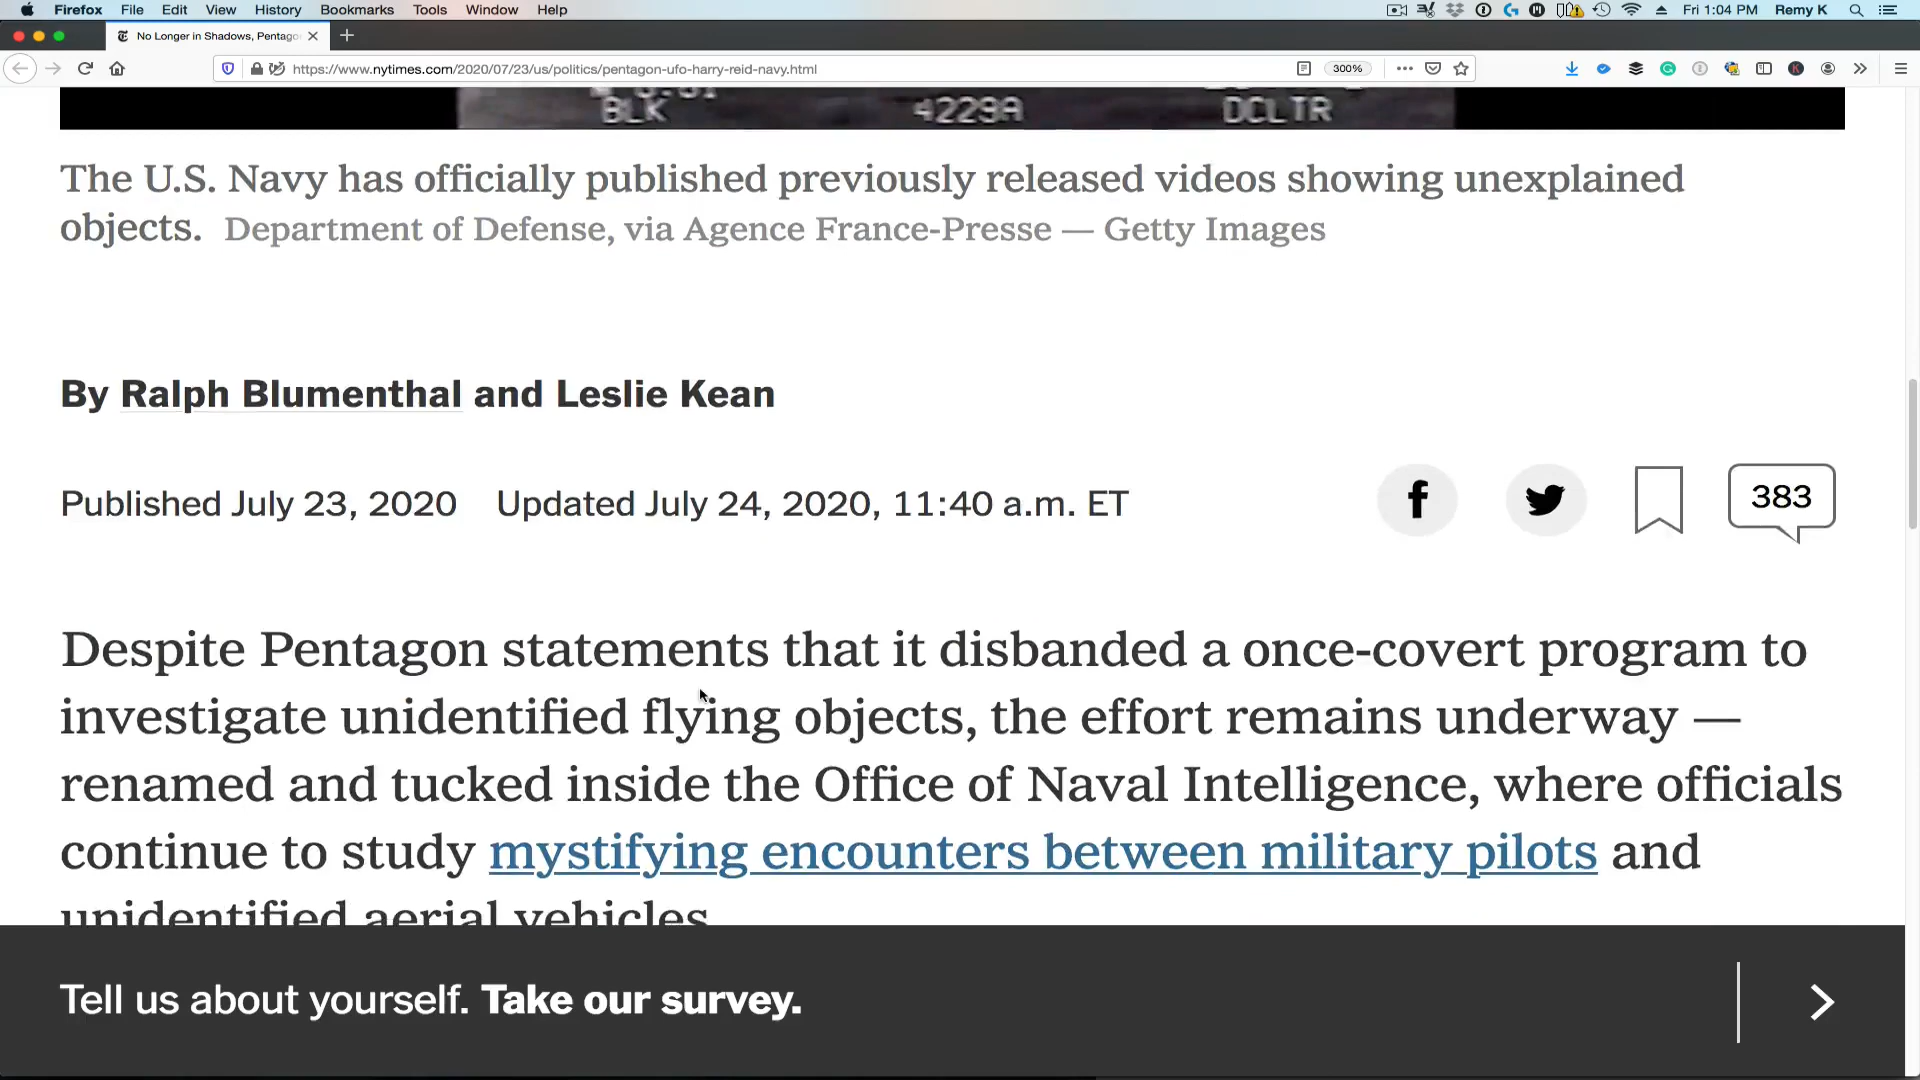 Firefox File Edit View History Bookmarks Tools Window Help Fri 1:04 PM Remy K
No Longer in Shadows, Pentago
https://www.nytimes.com/2020/07/23/us/politics/pentagon-ufo-harry-reid-navy.html 300%
BLK 4229A DCLTR
The U.S. Navy has officially published previously released videos showing unexplained
objects. Department of Defense, via Agence France-Presse — Getty Images
By Ralph Blumenthal and Leslie Kean
Published July 23, 2020 Updated July 24, 2020, 11:40 a.m. ET 383
Despite Pentagon statements that it disbanded a once-covert program to
investigate unidentified flying objects, the effort remains underway —
renamed and tucked inside the Office of Naval Intelligence, where officials
continue to study mystifying encounters between military pilots and
unidentified aerial vehicles
Tell us about yourself. Take our survey.